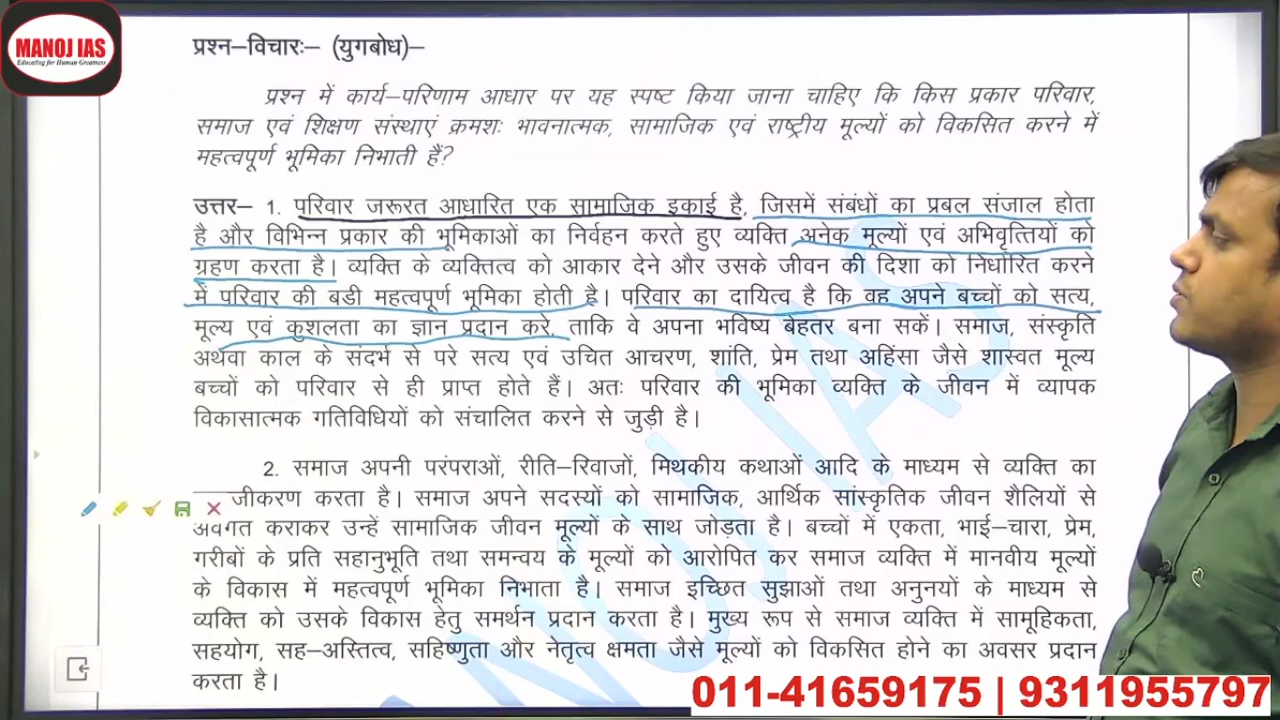 MANOJ IAS
Educating for Human Greatness
प्रश्न–विचारः– (युगबोध)–
प्रश्न में कार्य–परिणाम आधार पर यह स्पष्ट किया जाना चाहिए कि किस प्रकार परिवार,
समाज एवं शिक्षण संस्थाएं क्रमशः भावनात्मक, सामाजिक एवं राष्ट्रीय मूल्यों को विकसित करने में
महत्वपूर्ण भूमिका निभाती हैं?
उत्तर– 1. परिवार जरूरत आधारित एक सामाजिक इकाई है, जिसमें संबंधों का प्रबल संजाल होता
है और विभिन्न प्रकार की भूमिकाओं का निर्वहन करते हुए व्यक्ति अनेक मूल्यों एवं अभिवृत्तियों को
ग्रहण करता है। व्यक्ति के व्यक्तित्व को आकार देने और उसके जीवन की दिशा को निर्धारित करने
में परिवार की बडी महत्वपूर्ण भूमिका होती है। परिवार का दायित्व है कि वह अपने बच्चों को सत्य,
मूल्य एवं कुशलता का ज्ञान प्रदान करे, ताकि वे अपना भविष्य बेहतर बना सकें। समाज, संस्कृति
अथवा काल के संदर्भ से परे सत्य एवं उचित आचरण, शांति, प्रेम तथा अहिंसा जैसे शास्वत मूल्य
बच्चों को परिवार से ही प्राप्त होते हैं। अतः परिवार की भूमिका व्यक्ति के जीवन में व्यापक
विकासात्मक गतिविधियों को संचालित करने से जुड़ी है।
2. समाज अपनी परंपराओं, रीति–रिवाजों, मिथकीय कथाओं आदि के माध्यम से व्यक्ति का
जीकरण करता है। समाज अपने सदस्यों को सामाजिक, आर्थिक सांस्कृतिक जीवन शैलियों से
अवगत कराकर उन्हें सामाजिक जीवन मूल्यों के साथ जोड़ता है। बच्चों में एकता, भाई–चारा, प्रेम,
गरीबों के प्रति सहानुभूति तथा समन्वय के मूल्यों को आरोपित कर समाज व्यक्ति में मानवीय मूल्यों
के विकास में महत्वपूर्ण भूमिका निभाता है। समाज इच्छित सुझाओं तथा अनुनयों के माध्यम से
व्यक्ति को उसके विकास हेतु समर्थन प्रदान करता है। मुख्य रूप से समाज व्यक्ति में सामूहिकता,
सहयोग, सह–अस्तित्व, सहिष्णुता और नेतृत्व क्षमता जैसे मूल्यों को विकसित होने का अवसर प्रदान
करता है।
011-41659175 | 9311955797